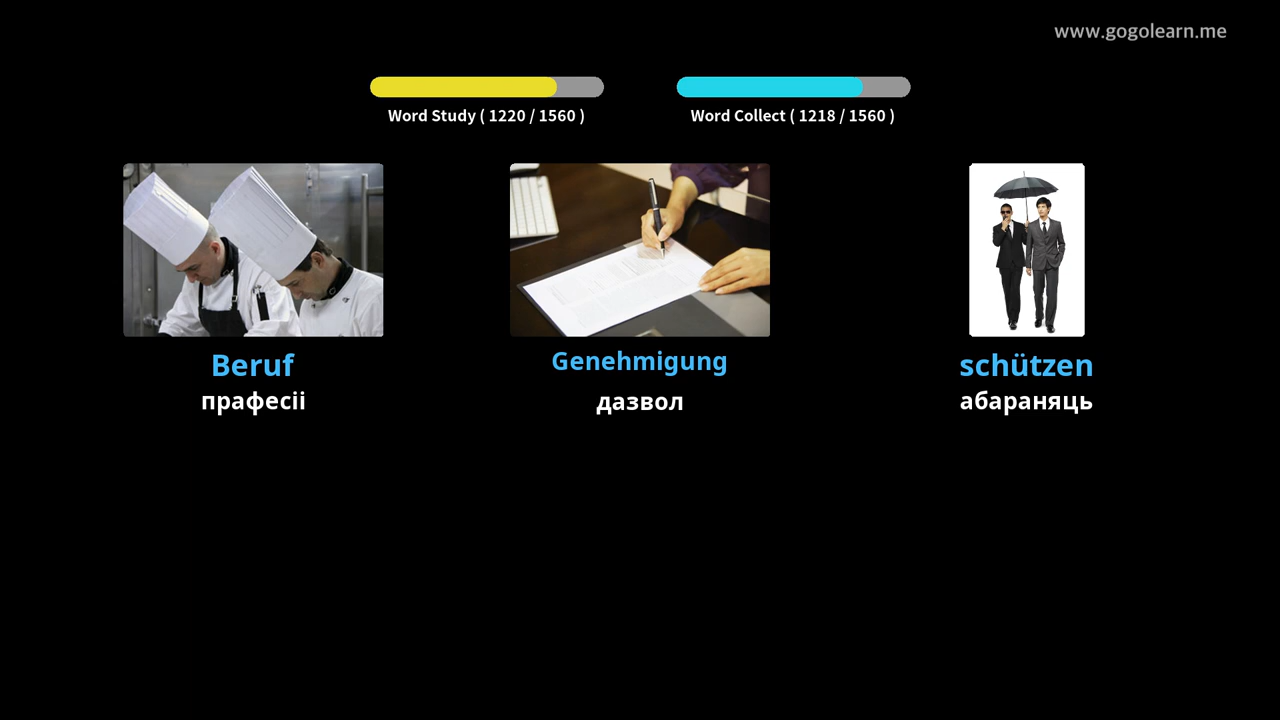 www.gogolearn.me
Word Study ( 1220 / 1560 )
Word Collect ( 1218 / 1560 )
Beruf
прафесіі
Genehmigung
дазвол
schützen
абараняць